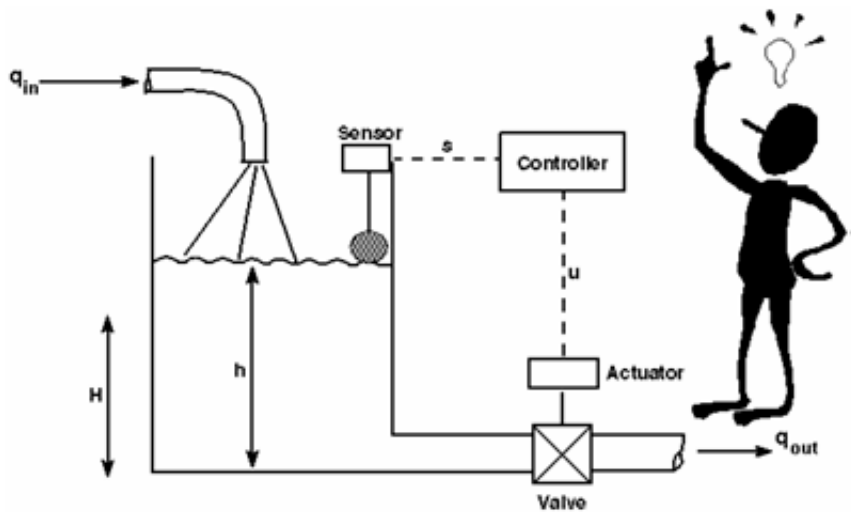 q_in
Sensor
s
Controller
u
h
H
Actuator
q_out
Valve